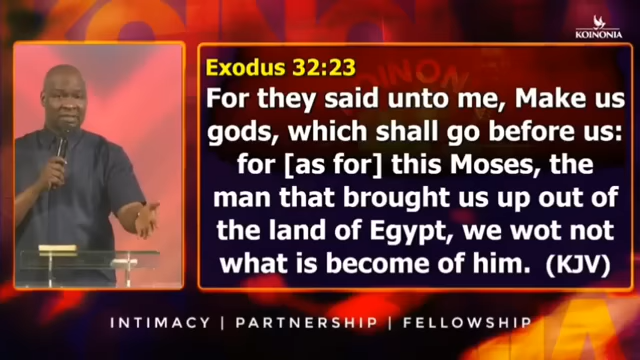 KOINONIA
Exodus 32:23
For they said unto me, Make us
gods, which shall go before us:
for [as for] this Moses, the
man that brought us up out of
the land of Egypt, we wot not
what is become of him. (KJV)
INTIMACY | PARTNERSHIP | FELLOWSHIP